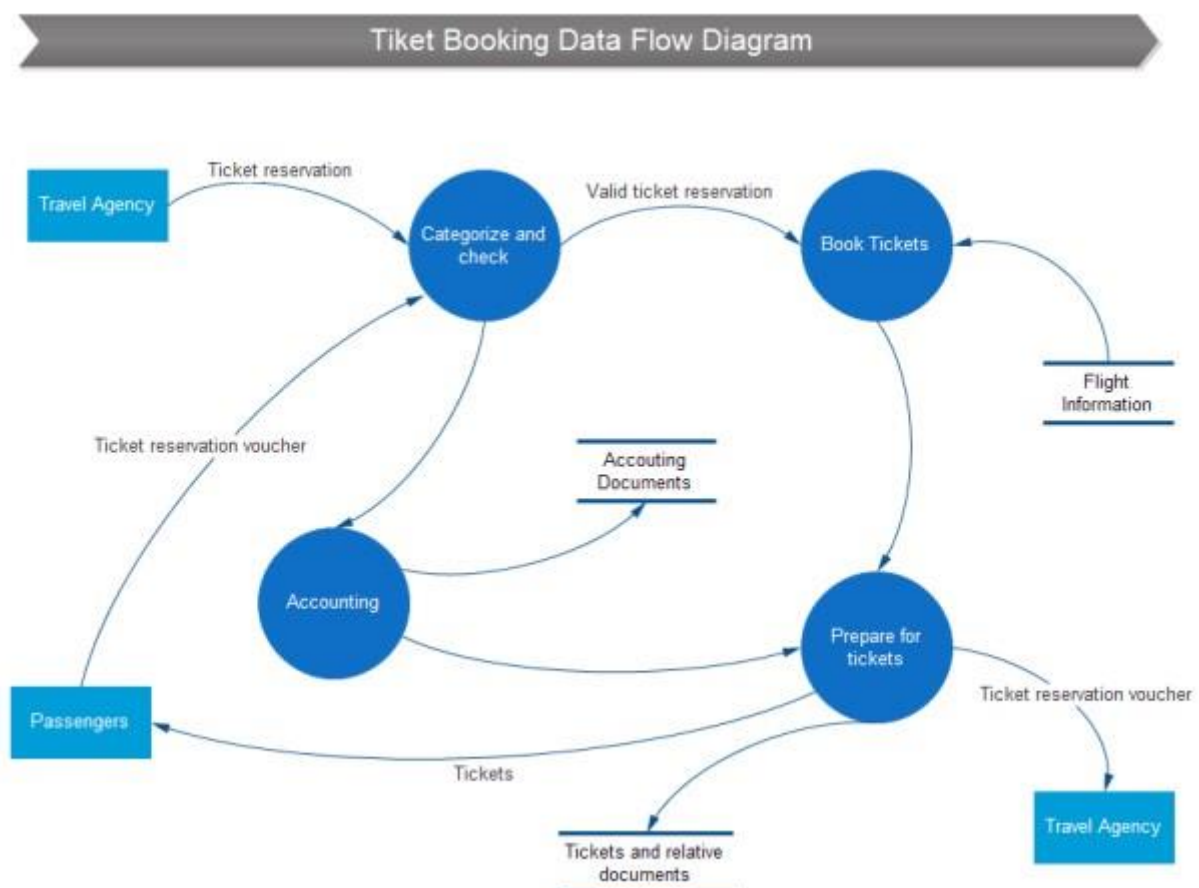 Tiket Booking Data Flow Diagram
Ticket reservation
Travel Agency
Categorize and
check
Valid ticket reservation
Book Tickets
Flight
Information
Ticket reservation voucher
Accouting
Documents
Accounting
Prepare for
tickets
Passengers
Ticket reservation voucher
Tickets
Travel Agency
Tickets and relative
documents